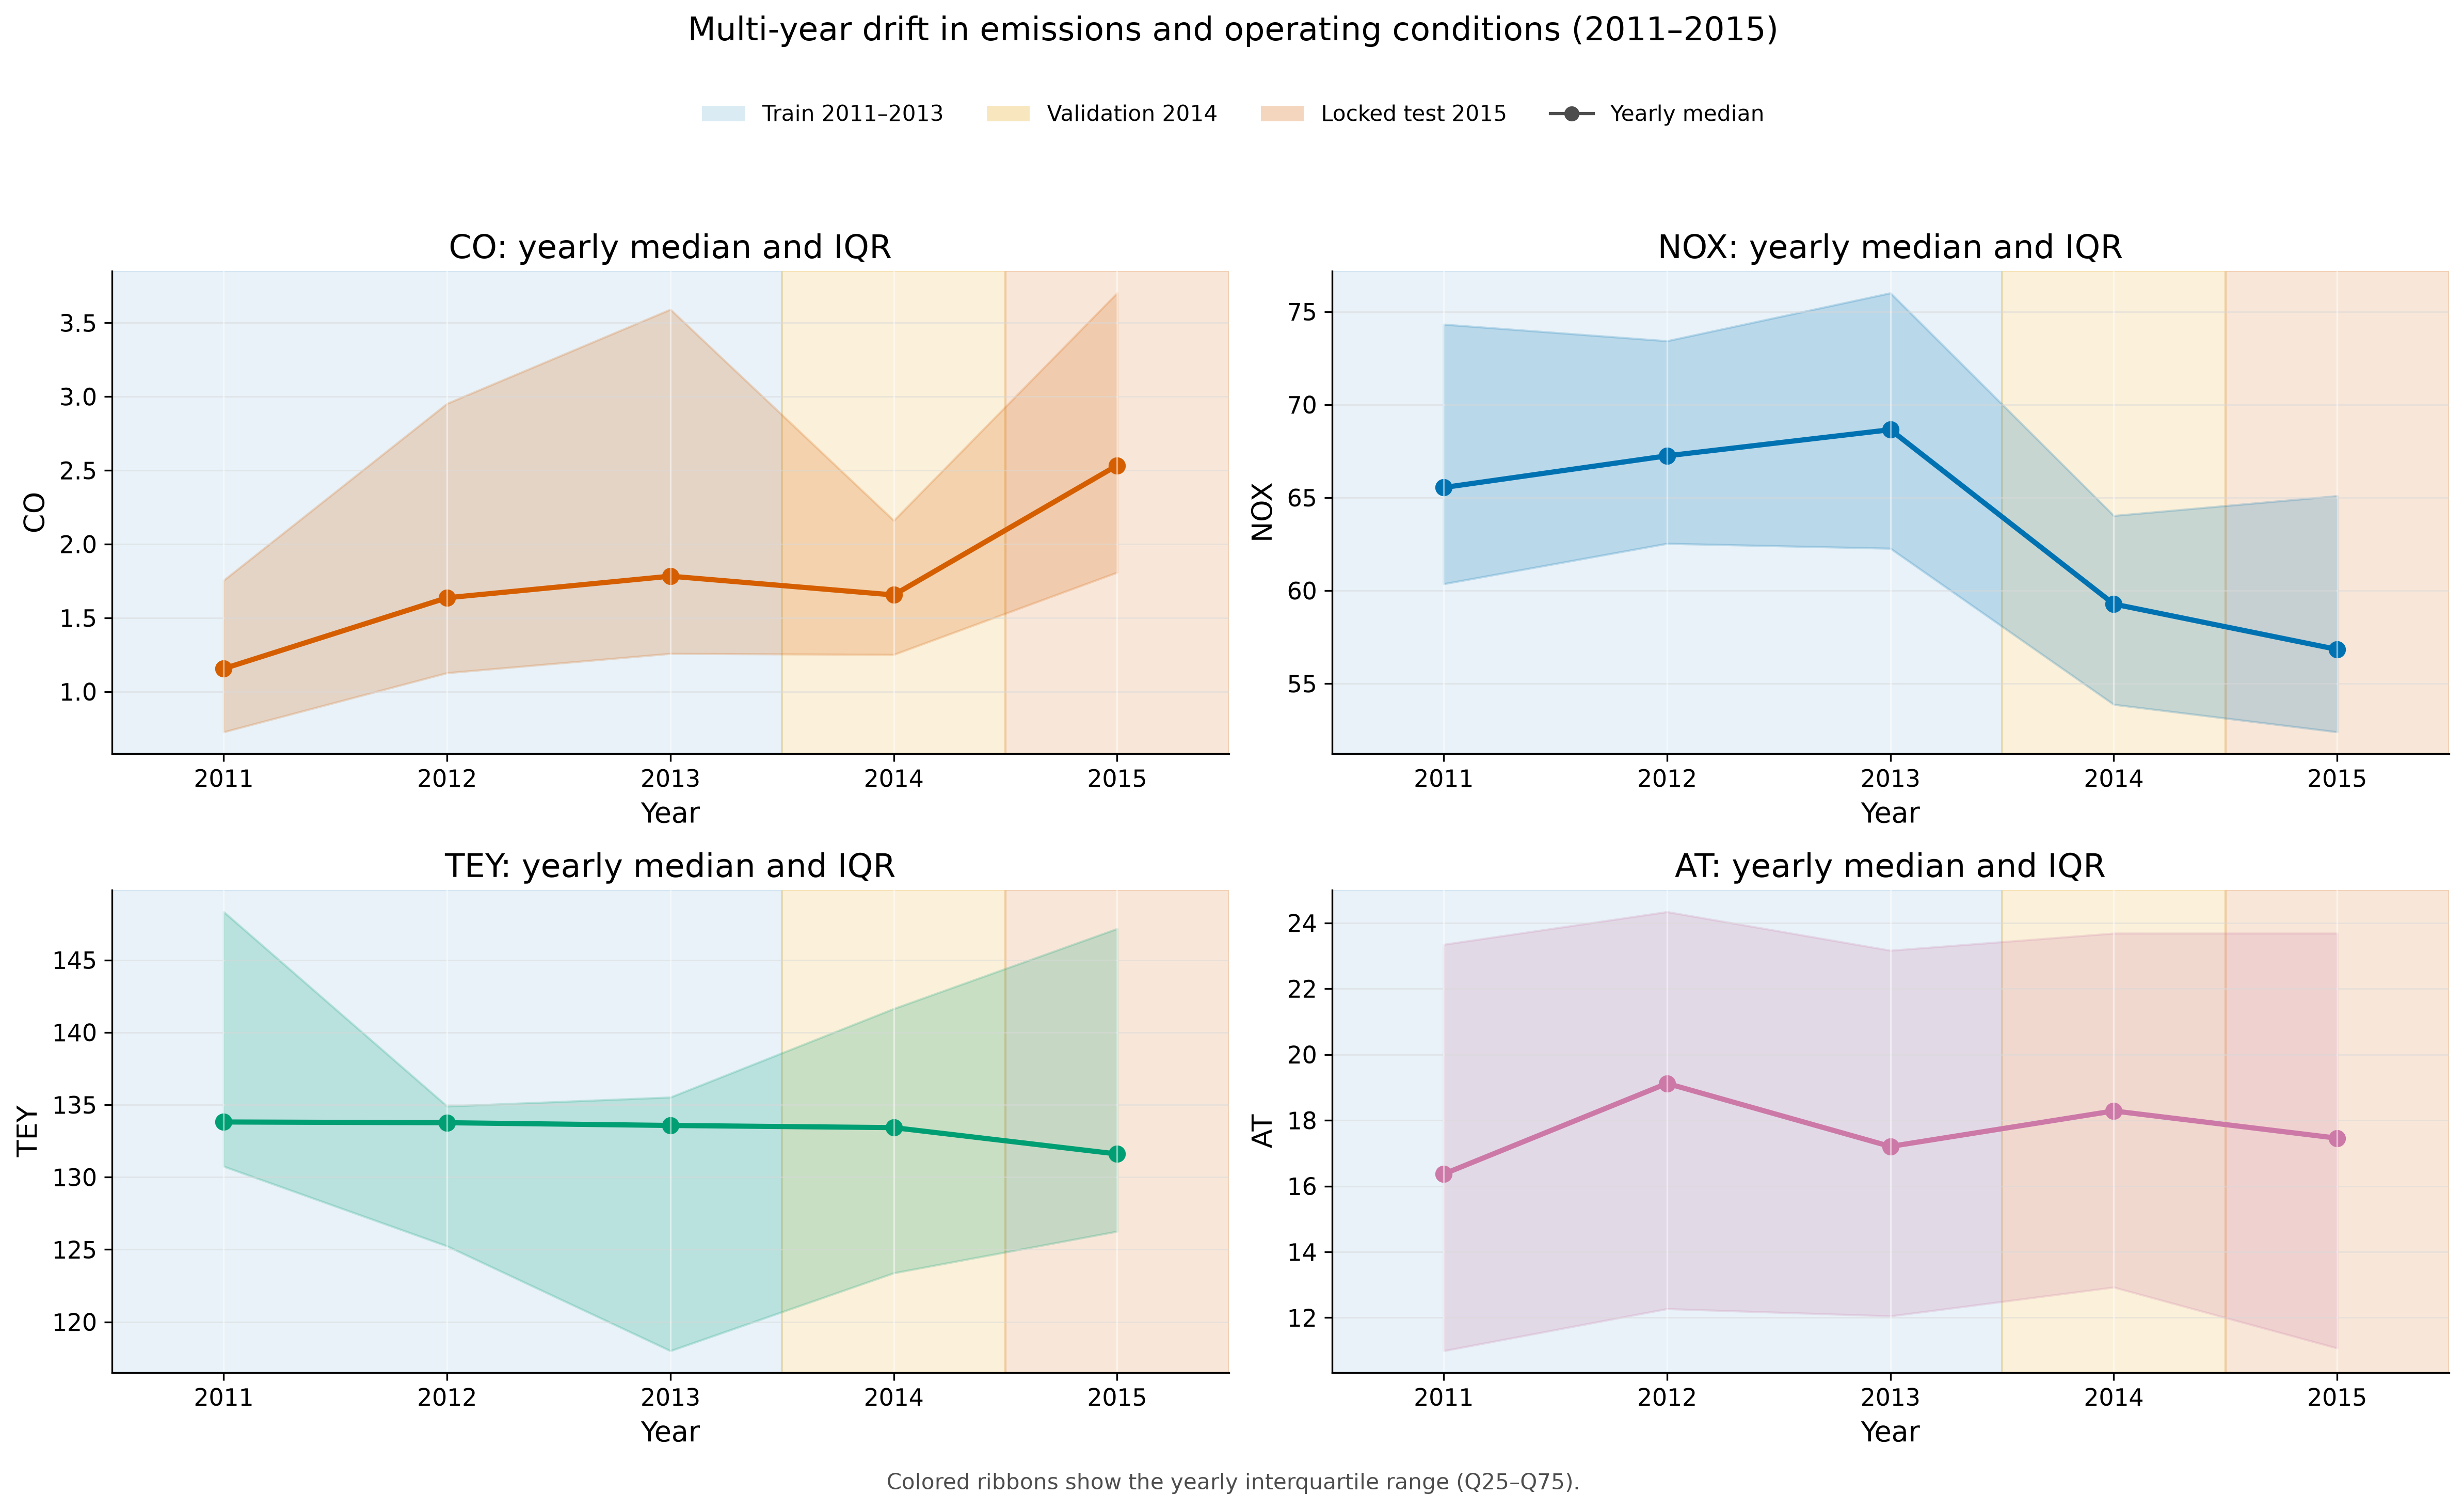 Multi-year drift in emissions and operating conditions (2011–2015)
Train 2011–2013 Validation 2014 Locked test 2015 Yearly median
CO: yearly median and IQR
3.5
3.0
2.5
2.0
1.5
1.0
CO
2011 2012 2013 2014 2015
Year
NOX: yearly median and IQR
75
70
65
60
55
NOX
2011 2012 2013 2014 2015
Year
TEY: yearly median and IQR
145
140
135
130
125
120
TEY
2011 2012 2013 2014 2015
Year
AT: yearly median and IQR
24
22
20
18
16
14
12
AT
2011 2012 2013 2014 2015
Year
Colored ribbons show the yearly interquartile range (Q25–Q75).